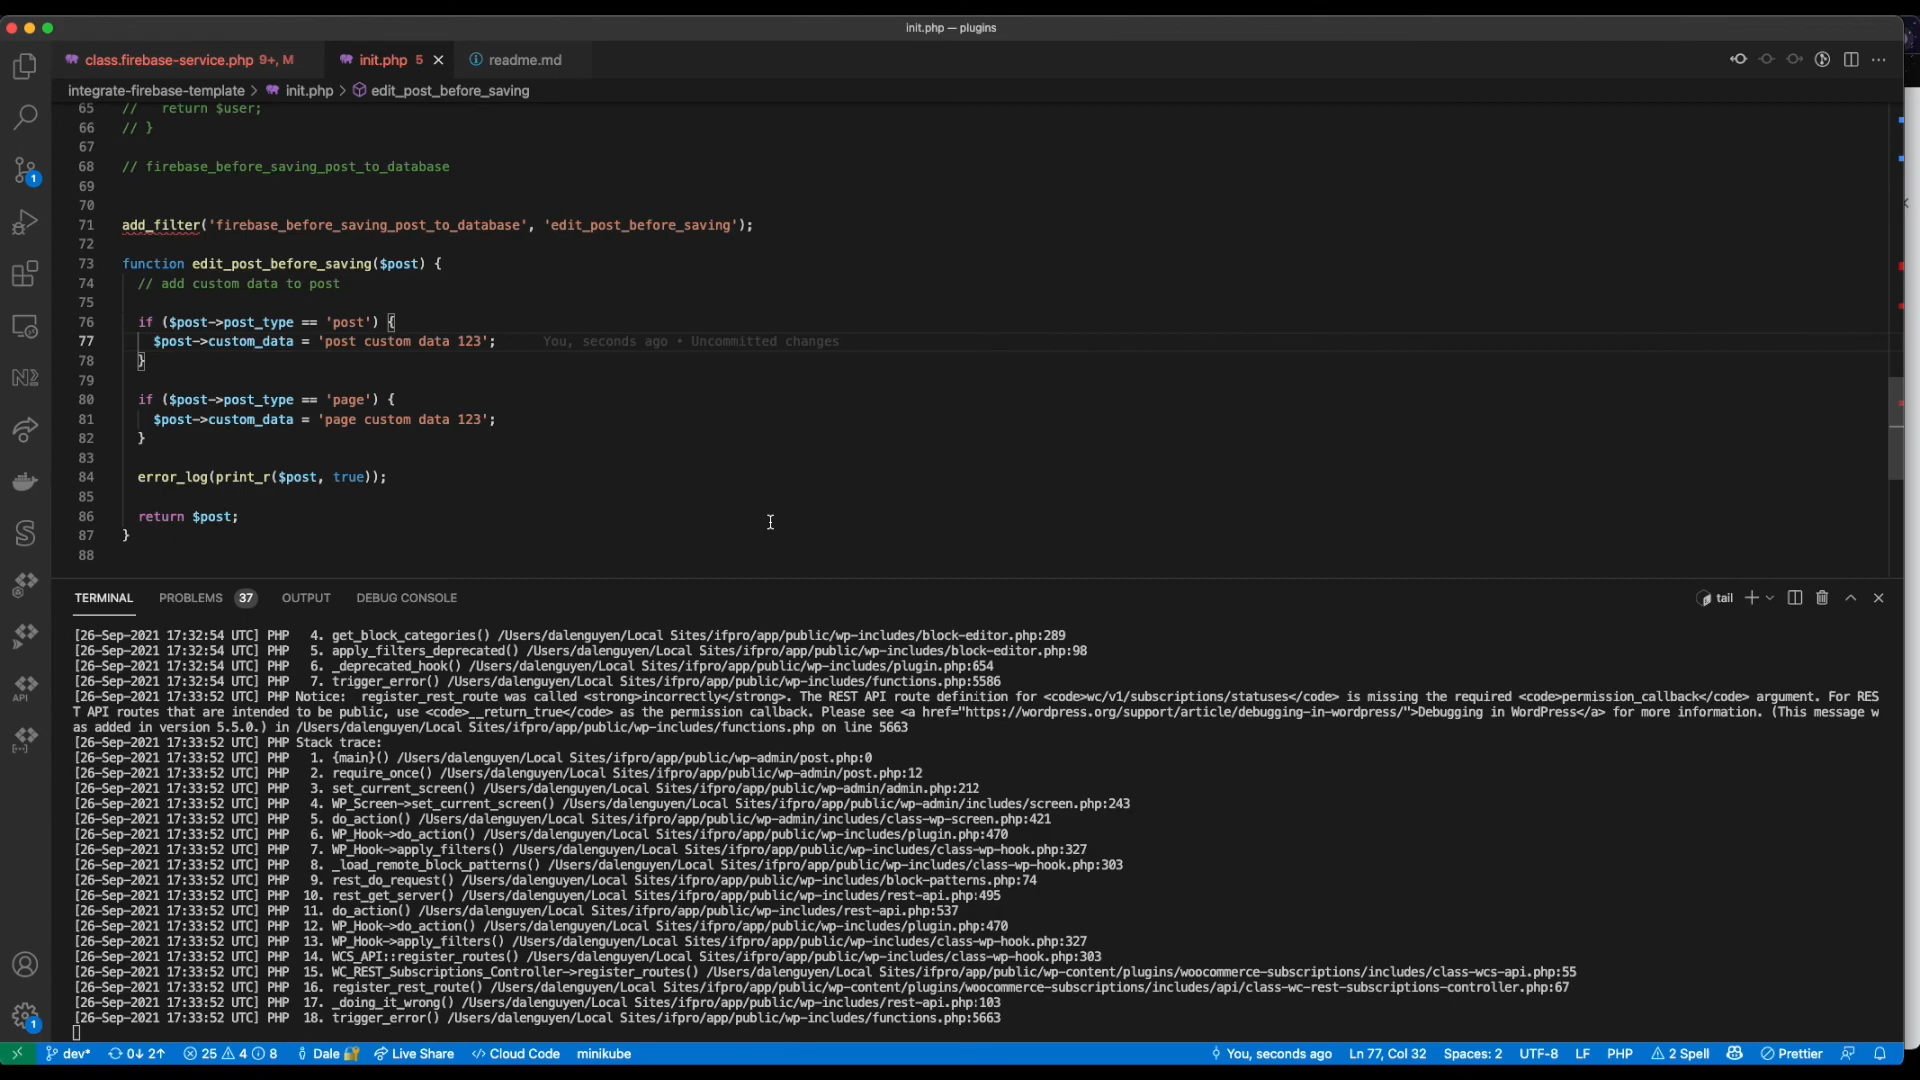 init.php — plugins
class.firebase-service.php 9+, M
init.php 5
readme.md
integrate-firebase-template > init.php > edit_post_before_saving
65 //   return $user;
66 // }
67
68 // firebase_before_saving_post_to_database
69
70
71 add_filter('firebase_before_saving_post_to_database', 'edit_post_before_saving');
72
73 function edit_post_before_saving($post) {
74   // add custom data to post
75
76   if ($post->post_type == 'post') {
77     $post->custom_data = 'post custom data 123';      You, seconds ago • Uncommitted changes
78   }
79
80   if ($post->post_type == 'page') {
81     $post->custom_data = 'page custom data 123';
82   }
83
84   error_log(print_r($post, true));
85
86   return $post;
87 }
88
1
TERMINAL PROBLEMS 37 OUTPUT DEBUG CONSOLE tail
[26-Sep-2021 17:32:54 UTC] PHP   4. get_block_categories() /Users/dalenguyen/Local Sites/ifpro/app/public/wp-includes/block-editor.php:289
[26-Sep-2021 17:32:54 UTC] PHP   5. apply_filters_deprecated() /Users/dalenguyen/Local Sites/ifpro/app/public/wp-includes/block-editor.php:98
[26-Sep-2021 17:32:54 UTC] PHP   6. _deprecated_hook() /Users/dalenguyen/Local Sites/ifpro/app/public/wp-includes/plugin.php:654
[26-Sep-2021 17:32:54 UTC] PHP   7. trigger_error() /Users/dalenguyen/Local Sites/ifpro/app/public/wp-includes/functions.php:5586
[26-Sep-2021 17:33:52 UTC] PHP Notice:  register_rest_route was called <strong>incorrectly</strong>. The REST API route definition for <code>wc/v1/subscriptions/statuses</code> is missing the required <code>permission_callback</code> argument. For RES
T API routes that are intended to be public, use <code>__return_true</code> as the permission callback. Please see <a href="https://wordpress.org/support/article/debugging-in-wordpress/">Debugging in WordPress</a> for more information. (This message w
as added in version 5.5.0.) in /Users/dalenguyen/Local Sites/ifpro/app/public/wp-includes/functions.php on line 5663
[26-Sep-2021 17:33:52 UTC] PHP Stack trace:
[26-Sep-2021 17:33:52 UTC] PHP   1. {main}() /Users/dalenguyen/Local Sites/ifpro/app/public/wp-admin/post.php:0
[26-Sep-2021 17:33:52 UTC] PHP   2. require_once() /Users/dalenguyen/Local Sites/ifpro/app/public/wp-admin/post.php:12
[26-Sep-2021 17:33:52 UTC] PHP   3. set_current_screen() /Users/dalenguyen/Local Sites/ifpro/app/public/wp-admin/admin.php:212
[26-Sep-2021 17:33:52 UTC] PHP   4. WP_Screen->set_current_screen() /Users/dalenguyen/Local Sites/ifpro/app/public/wp-admin/includes/screen.php:243
[26-Sep-2021 17:33:52 UTC] PHP   5. do_action() /Users/dalenguyen/Local Sites/ifpro/app/public/wp-admin/includes/class-wp-screen.php:421
[26-Sep-2021 17:33:52 UTC] PHP   6. WP_Hook->do_action() /Users/dalenguyen/Local Sites/ifpro/app/public/wp-includes/plugin.php:470
[26-Sep-2021 17:33:52 UTC] PHP   7. WP_Hook->apply_filters() /Users/dalenguyen/Local Sites/ifpro/app/public/wp-includes/class-wp-hook.php:327
[26-Sep-2021 17:33:52 UTC] PHP   8. _load_remote_block_patterns() /Users/dalenguyen/Local Sites/ifpro/app/public/wp-includes/class-wp-hook.php:303
[26-Sep-2021 17:33:52 UTC] PHP   9. rest_do_request() /Users/dalenguyen/Local Sites/ifpro/app/public/wp-includes/block-patterns.php:74
[26-Sep-2021 17:33:52 UTC] PHP  10. rest_get_server() /Users/dalenguyen/Local Sites/ifpro/app/public/wp-includes/rest-api.php:495
[26-Sep-2021 17:33:52 UTC] PHP  11. do_action() /Users/dalenguyen/Local Sites/ifpro/app/public/wp-includes/rest-api.php:537
[26-Sep-2021 17:33:52 UTC] PHP  12. WP_Hook->do_action() /Users/dalenguyen/Local Sites/ifpro/app/public/wp-includes/plugin.php:470
[26-Sep-2021 17:33:52 UTC] PHP  13. WP_Hook->apply_filters() /Users/dalenguyen/Local Sites/ifpro/app/public/wp-includes/class-wp-hook.php:327
[26-Sep-2021 17:33:52 UTC] PHP  14. WCS_API::register_routes() /Users/dalenguyen/Local Sites/ifpro/app/public/wp-includes/class-wp-hook.php:303
[26-Sep-2021 17:33:52 UTC] PHP  15. WC_REST_Subscriptions_Controller->register_routes() /Users/dalenguyen/Local Sites/ifpro/app/public/wp-content/plugins/woocommerce-subscriptions/includes/class-wcs-api.php:55
[26-Sep-2021 17:33:52 UTC] PHP  16. register_rest_route() /Users/dalenguyen/Local Sites/ifpro/app/public/wp-content/plugins/woocommerce-subscriptions/includes/api/class-wc-rest-subscriptions-controller.php:67
[26-Sep-2021 17:33:52 UTC] PHP  17. _doing_it_wrong() /Users/dalenguyen/Local Sites/ifpro/app/public/wp-includes/rest-api.php:103
[26-Sep-2021 17:33:52 UTC] PHP  18. trigger_error() /Users/dalenguyen/Local Sites/ifpro/app/public/wp-includes/functions.php:5663
API
1
dev* 0↓ 2↑ 25 4 8 Dale Live Share Cloud Code minikube You, seconds ago Ln 77, Col 32 Spaces: 2 UTF-8 LF PHP 2 Spell Prettier